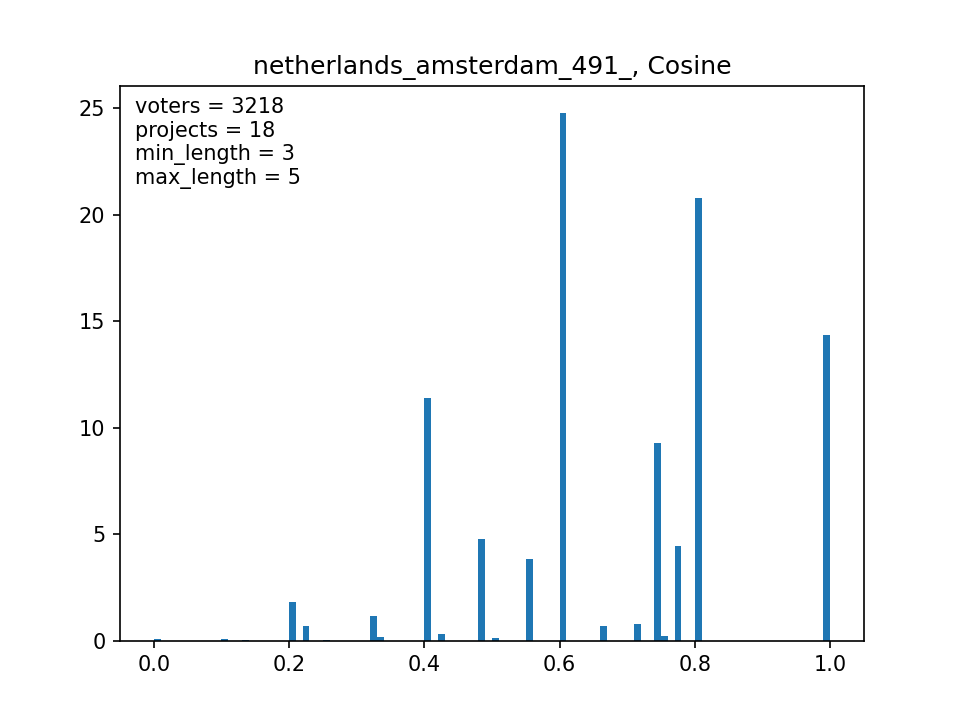 netherlands_amsterdam_491_, Cosine
voters = 3218
projects = 18
min_length = 3
max_length = 5
25
20
15
10
5
0
0.0 0.2 0.4 0.6 0.8 1.0